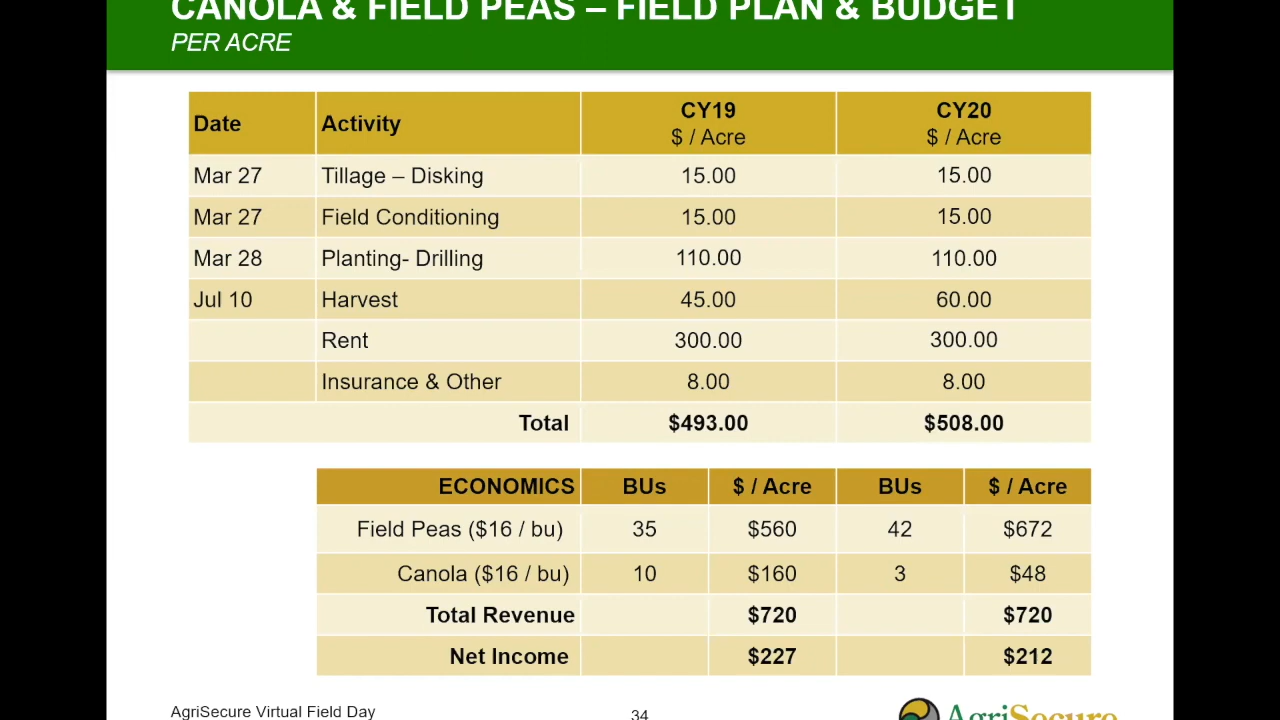 CANOLA & FIELD PEAS – FIELD PLAN & BUDGET
PER ACRE
Date Activity CY19 $ / Acre CY20 $ / Acre
Mar 27 Tillage – Disking 15.00 15.00
Mar 27 Field Conditioning 15.00 15.00
Mar 28 Planting- Drilling 110.00 110.00
Jul 10 Harvest 45.00 60.00
Rent 300.00 300.00
Insurance & Other 8.00 8.00
Total $493.00 $508.00
ECONOMICS BUs $ / Acre BUs $ / Acre
Field Peas ($16 / bu) 35 $560 42 $672
Canola ($16 / bu) 10 $160 3 $48
Total Revenue $720 $720
Net Income $227 $212
AgriSecure Virtual Field Day 34 AgriSecure